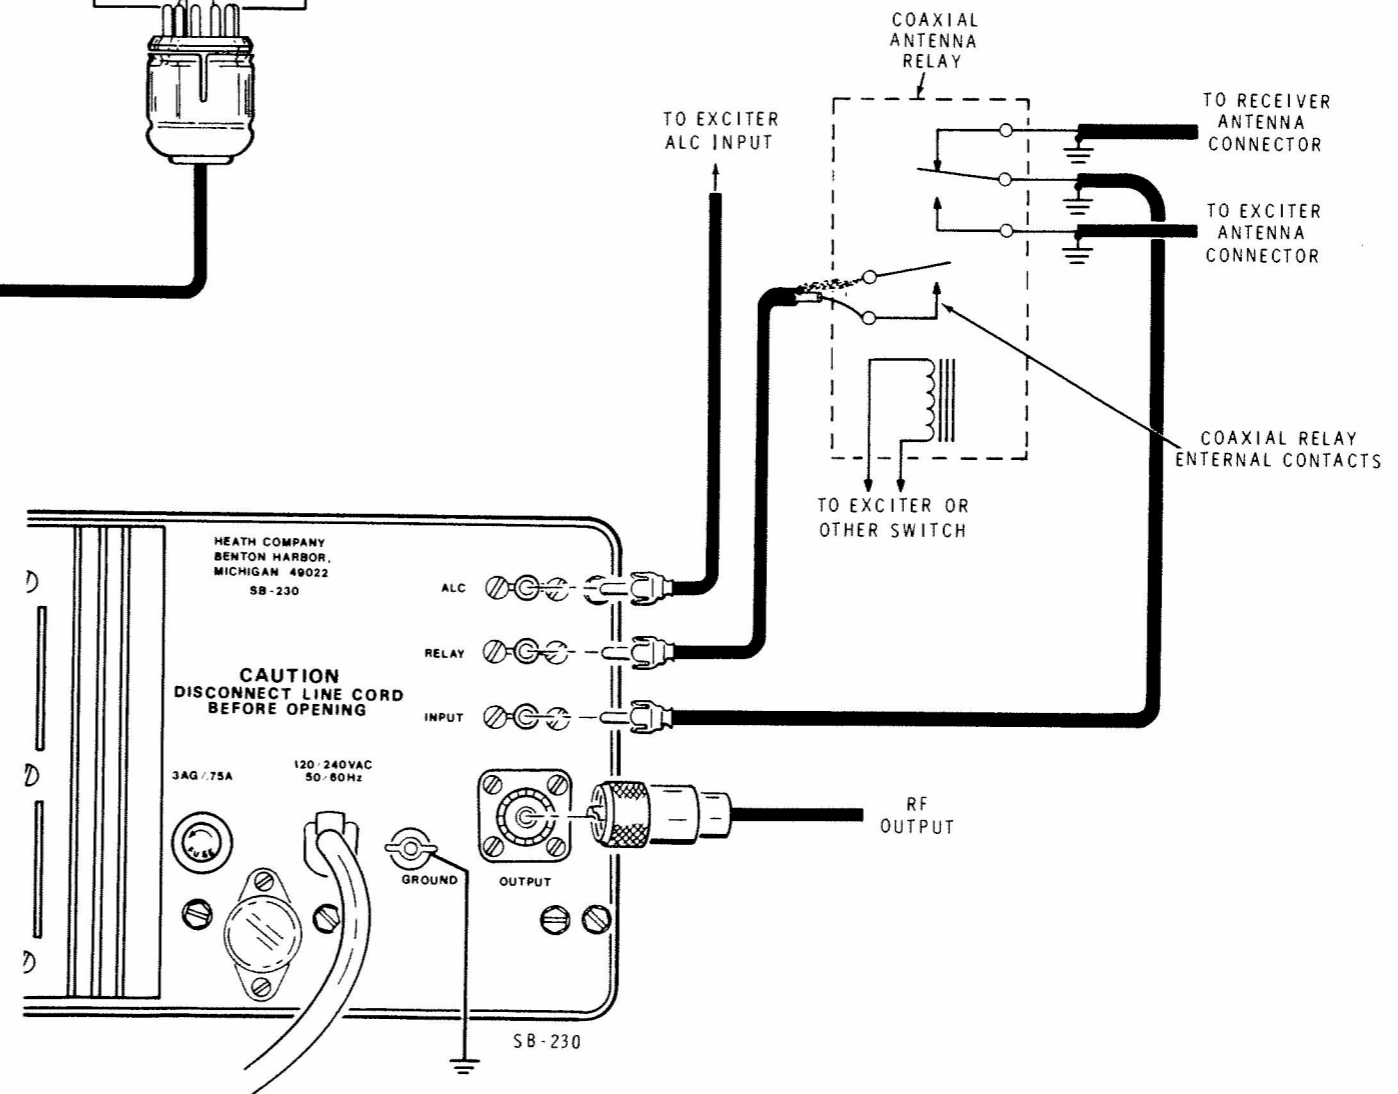 COAXIAL
ANTENNA
RELAY
TO EXCITER
ALC INPUT
TO RECEIVER
ANTENNA
CONNECTOR
TO EXCITER
ANTENNA
CONNECTOR
COAXIAL RELAY
ENTERNAL CONTACTS
TO EXCITER OR
OTHER SWITCH
HEATH COMPANY
BENTON HARBOR,
MICHIGAN 49022
SB-230
ALC
RELAY
INPUT
CAUTION
DISCONNECT LINE CORD
BEFORE OPENING
3AG/.75A
120/240VAC
50/60Hz
FUSE
GROUND
OUTPUT
RF
OUTPUT
SB-230